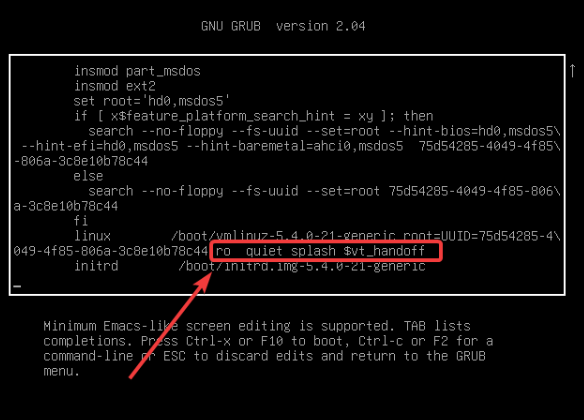 GNU GRUB  version 2.04
insmod part_msdos
insmod ext2
set root='hd0,msdos5'
if [ x$feature_platform_search_hint = xy ]; then
search --no-floppy --fs-uuid --set=root --hint-bios=hd0,msdos5\
--hint-efi=hd0,msdos5 --hint-baremetal=ahci0,msdos5  75d54285-4049-4f85\
-806a-3c8e10b78c44
else
search --no-floppy --fs-uuid --set=root 75d54285-4049-4f85-806\
a-3c8e10b78c44
fi
linux        /boot/vmlinuz-5.4.0-21-generic root=UUID=75d54285-4\
049-4f85-806a-3c8e10b78c44 ro  quiet splash $vt_handoff
initrd        /boot/initrd.img-5.4.0-21-generic
Minimum Emacs-like screen editing is supported. TAB lists
completions. Press Ctrl-x or F10 to boot, Ctrl-c or F2 for a
command-line or ESC to discard edits and return to the GRUB
menu.